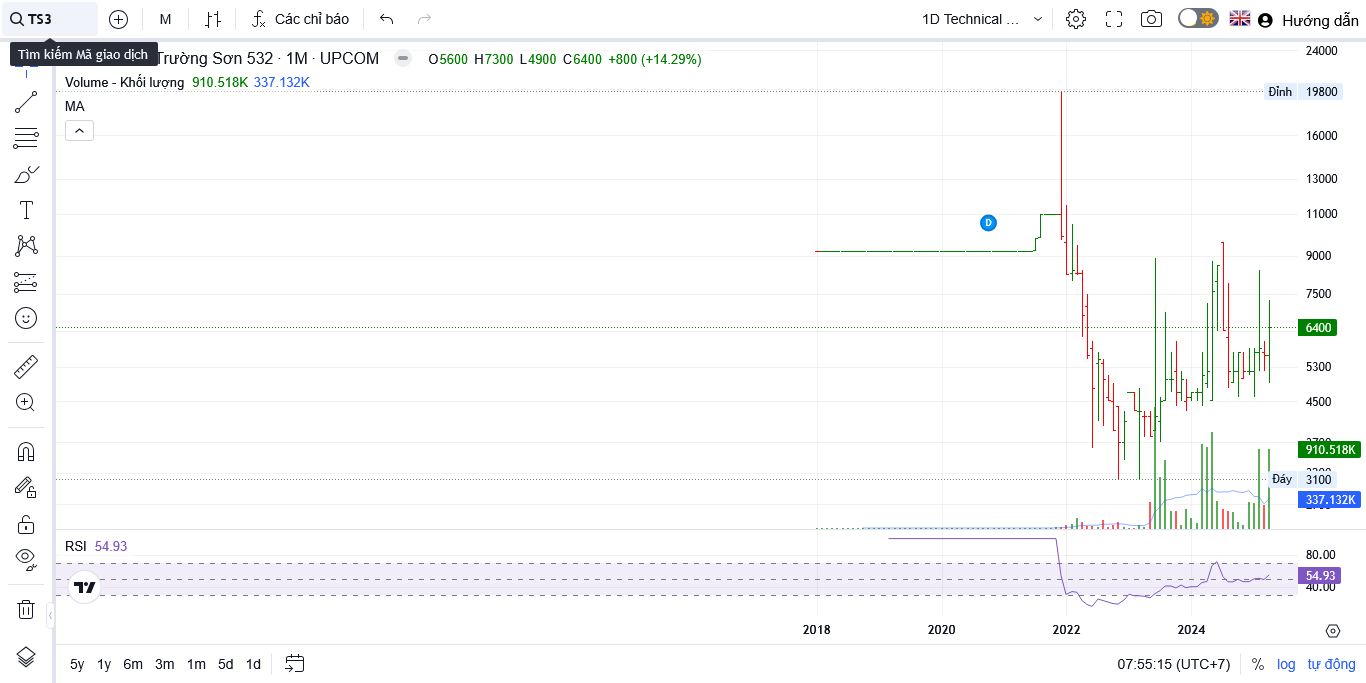 TS3
M
Các chỉ báo
1D Technical ...
Hướng dẫn
Tìm kiếm Mã giao dịch
Trường Sơn 532 · 1M · UPCOM
O5600 H7300 L4900 C6400 +800 (+14.29%)
Volume - Khối lượng 910.518K 337.132K
MA
24000
Đỉnh 19800
16000
13000
11000
D
9000
7500
6400
5300
4500
910.518K
Đáy 3100
337.132K
RSI 54.93
80.00
54.93
40.00
2018 2020 2022 2024
5y 1y 6m 3m 1m 5d 1d
07:55:15 (UTC+7)
%
log
tự động